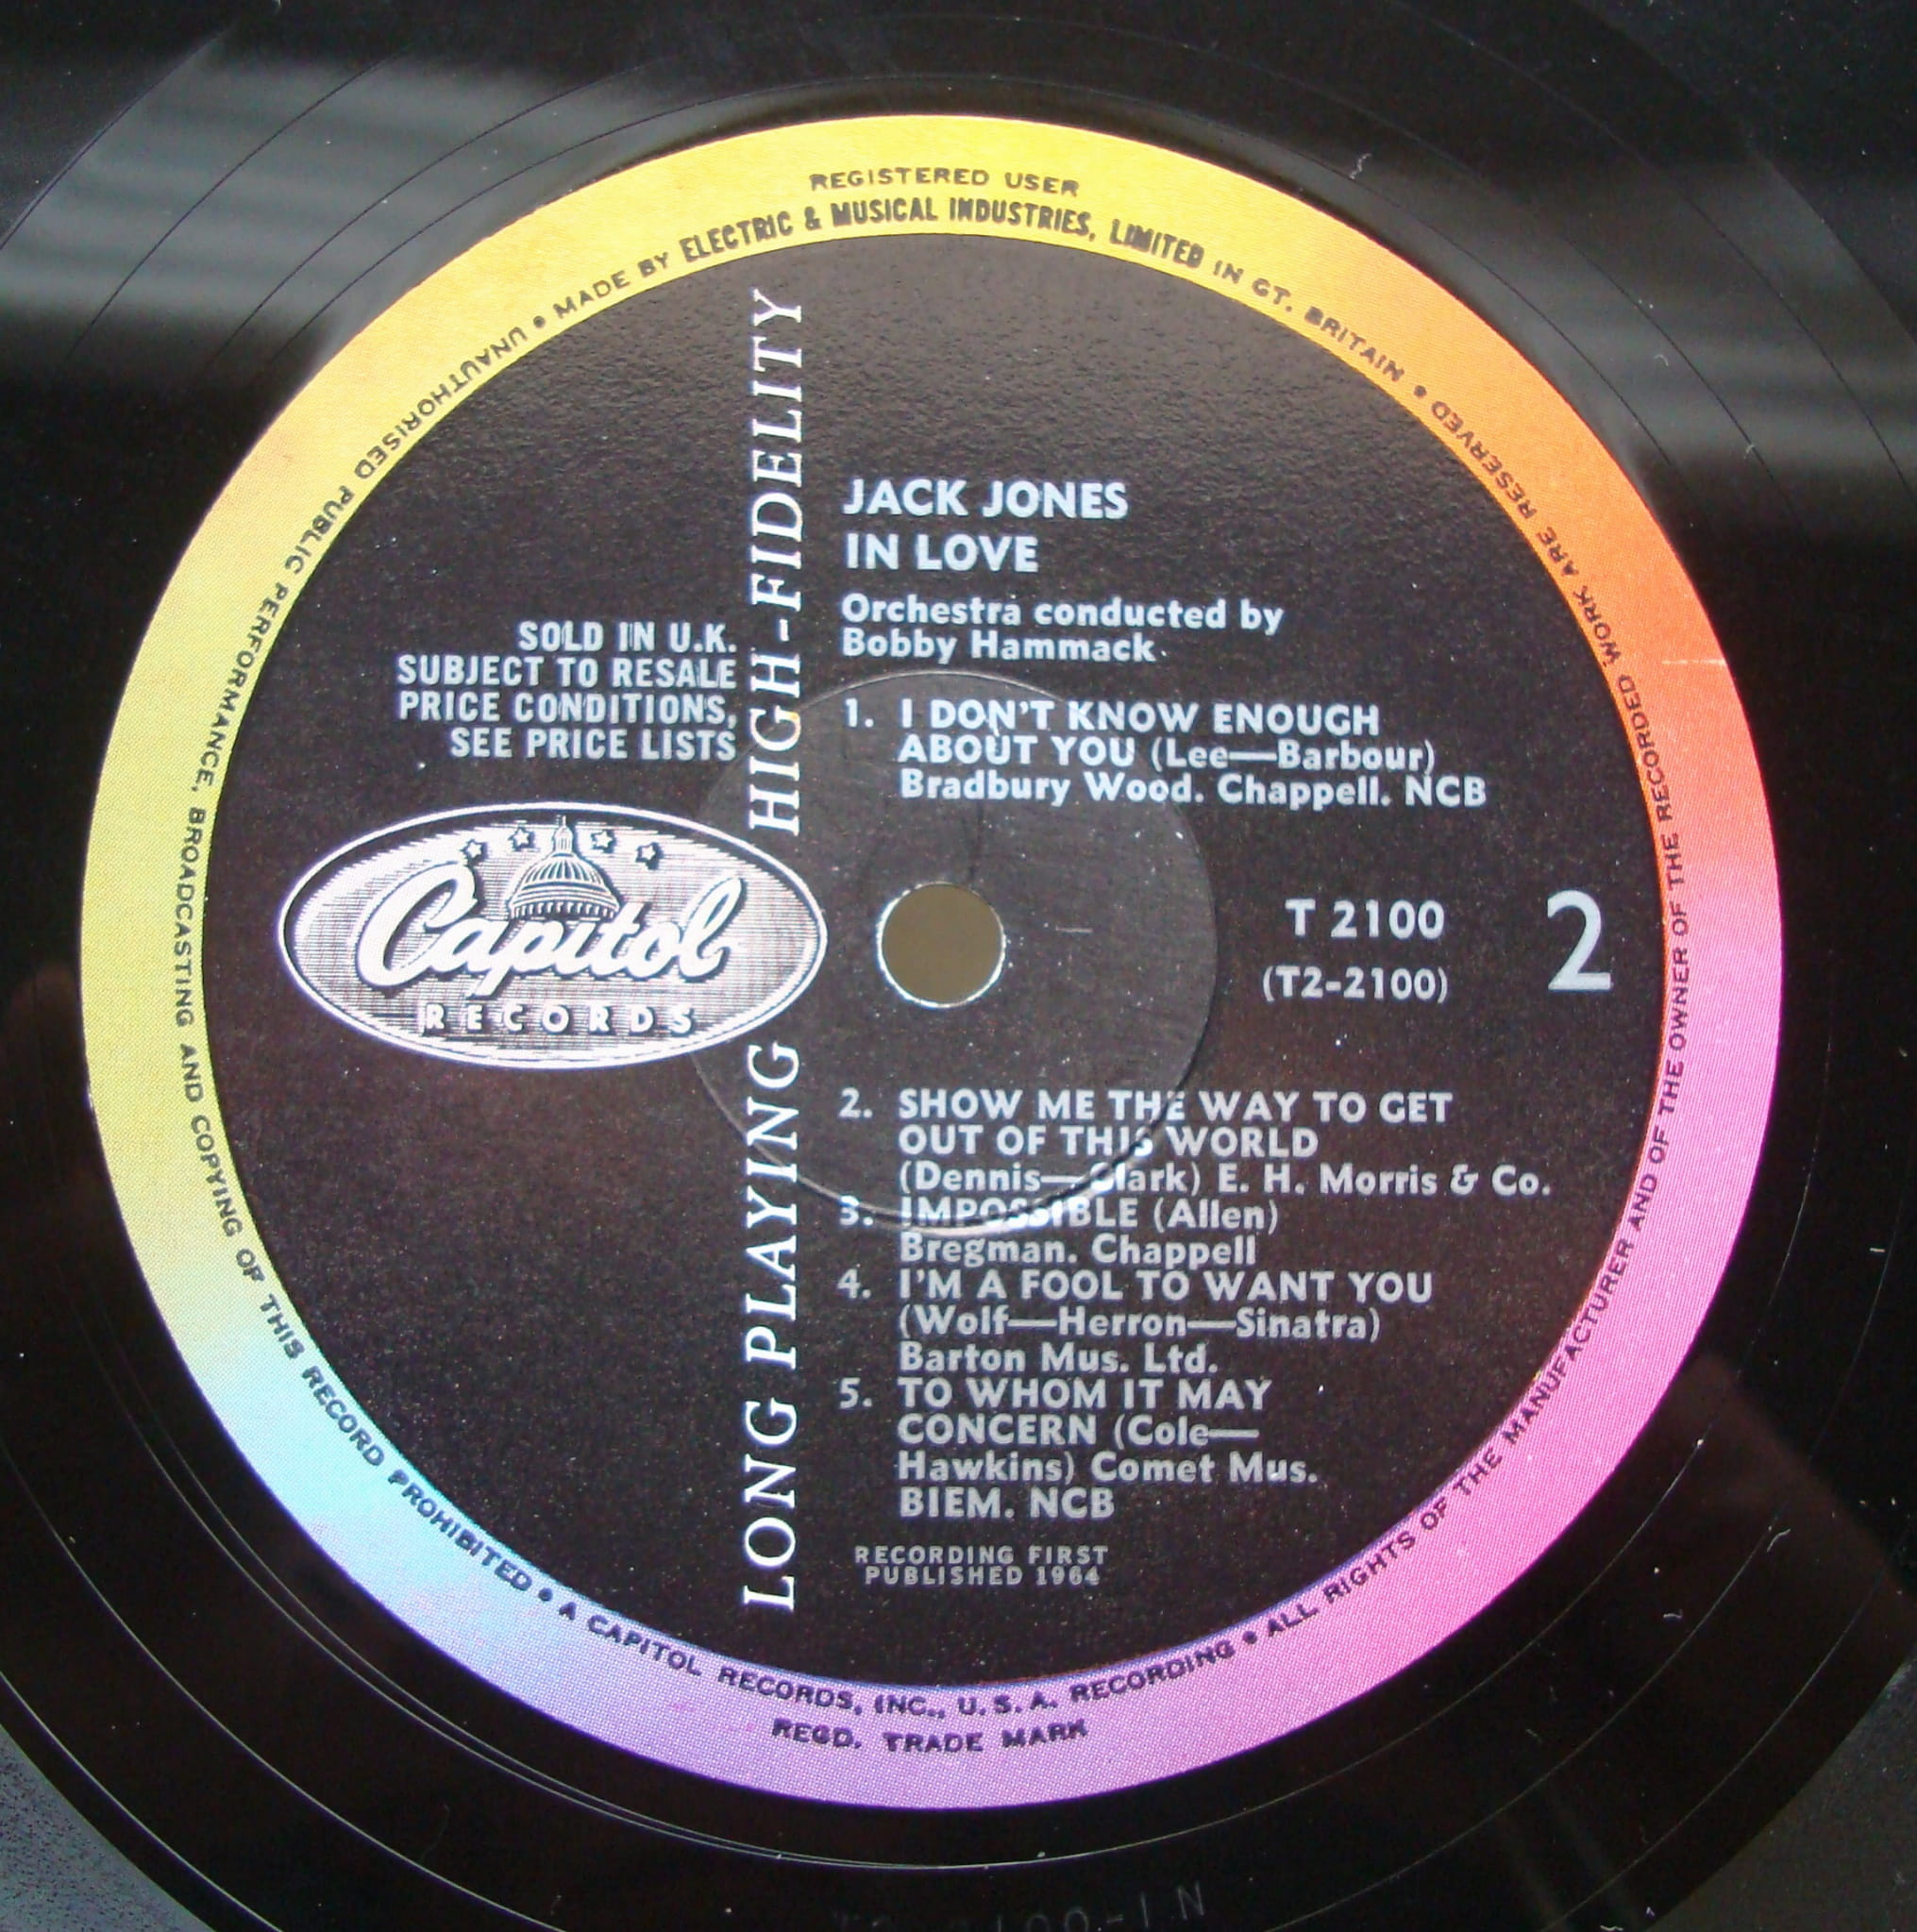 REGISTERED USER
UNAUTHORISED PUBLIC PERFORMANCE, BROADCASTING AND COPYING OF THIS RECORD PROHIBITED • A CAPITOL RECORDS, INC., U.S.A. RECORDING • ALL RIGHTS OF THE MANUFACTURER AND OF THE OWNER OF THE RECORDED WORK ARE RESERVED • MADE BY ELECTRIC & MUSICAL INDUSTRIES, LIMITED IN GT. BRITAIN •
REGD. TRADE MARK
LONG PLAYING HIGH-FIDELITY
JACK JONES
IN LOVE
Orchestra conducted by
Bobby Hammack
SOLD IN U.K.
SUBJECT TO RESALE
PRICE CONDITIONS,
SEE PRICE LISTS
1. I DON'T KNOW ENOUGH
ABOUT YOU (Lee—Barbour)
Bradbury Wood. Chappell. NCB
Capitol
RECORDS
T 2100
(T2-2100)
2
2. SHOW ME THE WAY TO GET
OUT OF THIS WORLD
(Dennis—Clark) E. H. Morris & Co.
3. IMPOSSIBLE (Allen)
Bregman. Chappell
4. I'M A FOOL TO WANT YOU
(Wolf—Herron—Sinatra)
Barton Mus. Ltd.
5. TO WHOM IT MAY
CONCERN (Cole—
Hawkins) Comet Mus.
BIEM. NCB
RECORDING FIRST
PUBLISHED 1964